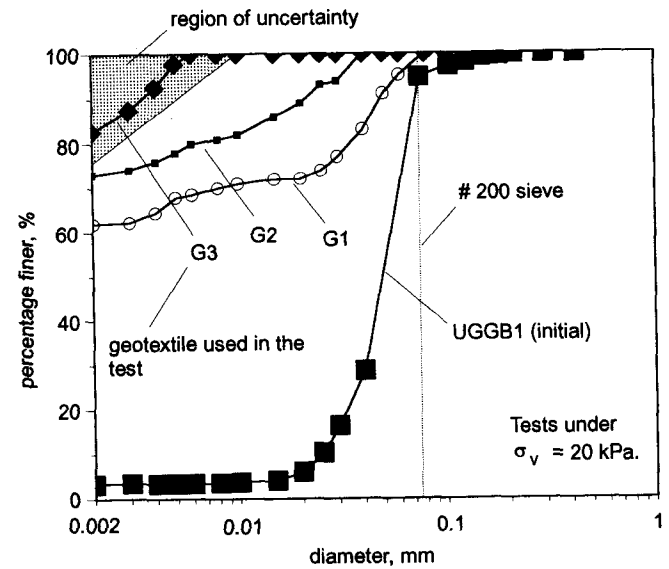 region of uncertainty
100
80
60
40
20
0
percentage finer, %
G3
G2
G1
# 200 sieve
UGGB1 (initial)
geotextile used in the
test
Tests under
σv = 20 kPa.
0.002
0.01
0.1
1
diameter, mm